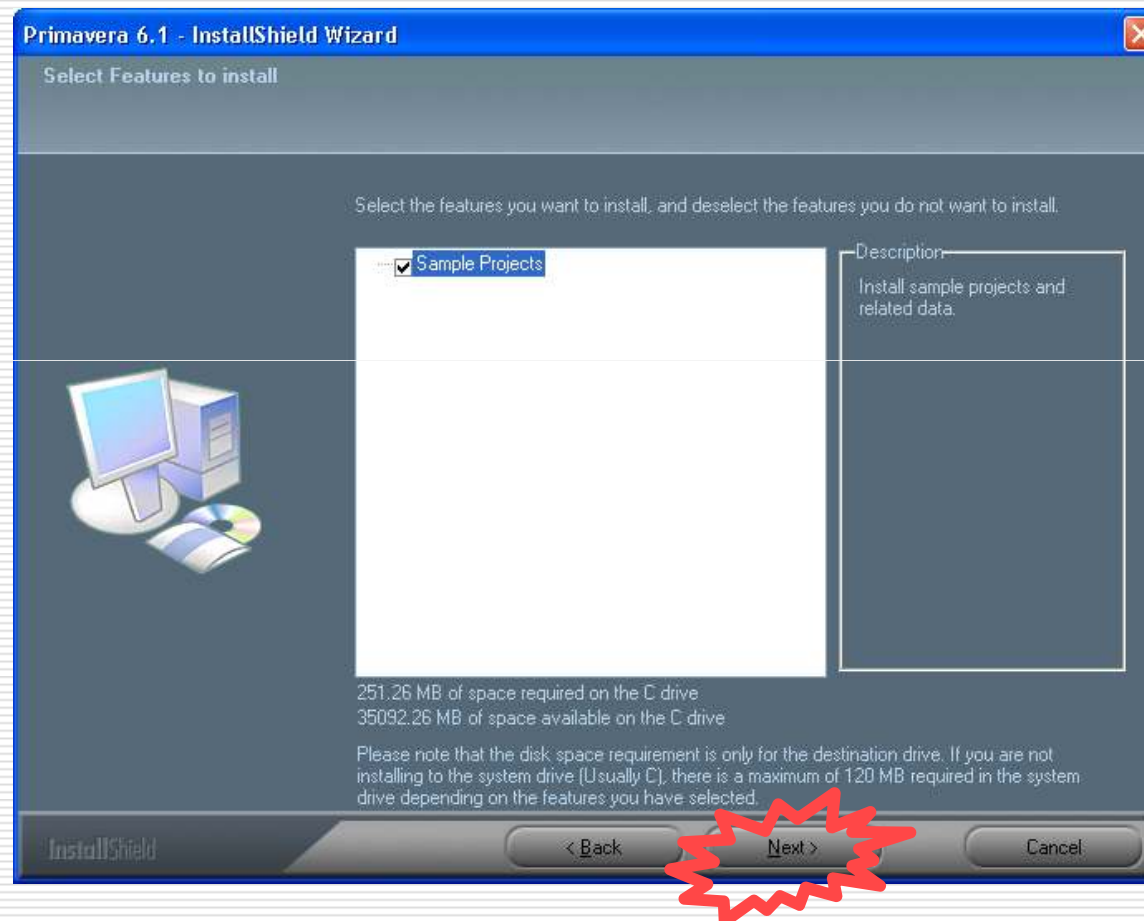 Primavera 6.1 - InstallShield Wizard
Select Features to install
Select the features you want to install, and deselect the features you do not want to install.
Sample Projects
Description
Install sample projects and
related data.
251.26 MB of space required on the C drive
35092.26 MB of space available on the C drive
Please note that the disk space requirement is only for the destination drive. If you are not
installing to the system drive (Usually C), there is a maximum of 120 MB required in the system
drive depending on the features you have selected.
InstallShield
< Back
Next >
Cancel